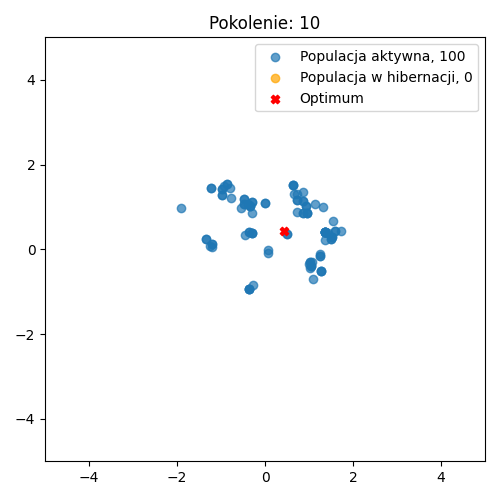 Pokolenie: 10
Populacja aktywna, 100
Populacja w hibernacji, 0
Optimum
4
2
0
−2
−4
−4 −2 0 2 4